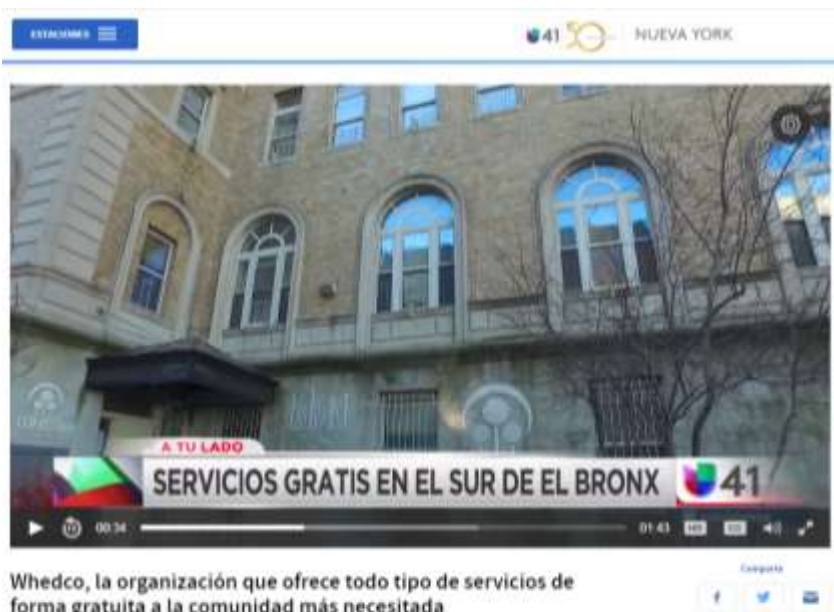 ESTACIONES
41 50 NUEVA YORK
A TU LADO
SERVICIOS GRATIS EN EL SUR DE EL BRONX 41
00:34 01:43
Comparte
Whedco, la organización que ofrece todo tipo de servicios de
forma gratuita a la comunidad más necesitada